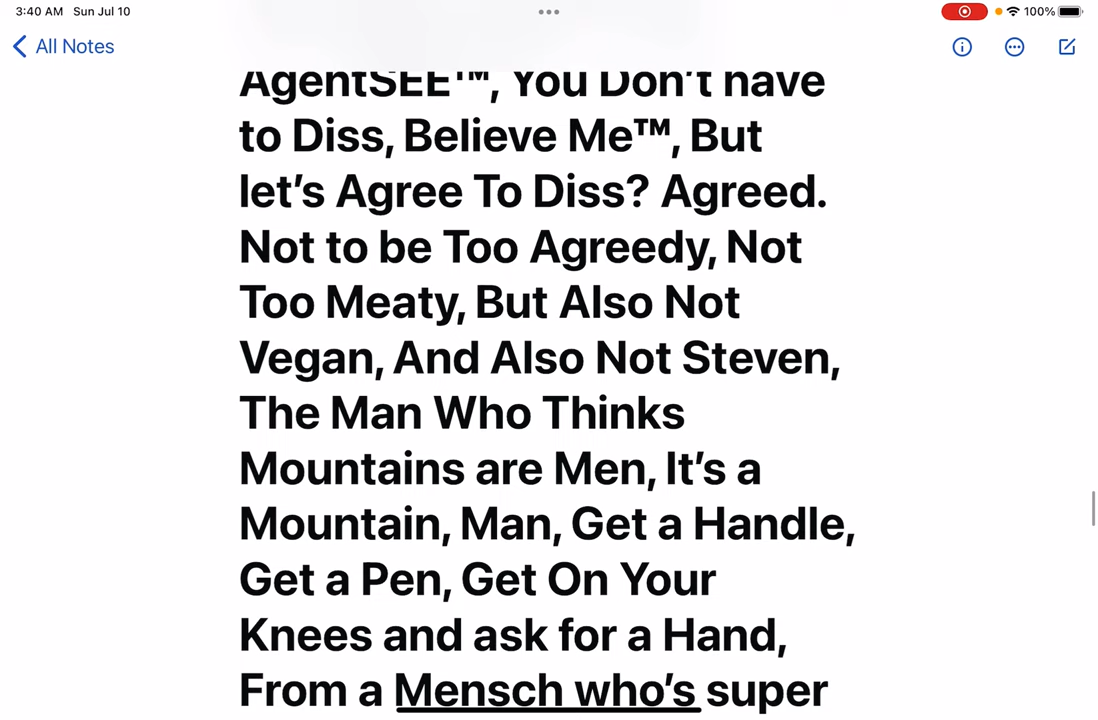 3:40 AM Sun Jul 10
100%
All Notes
AgentSEE™, You Don't have
to Diss, Believe Me™, But
let's Agree To Diss? Agreed.
Not to be Too Agreedy, Not
Too Meaty, But Also Not
Vegan, And Also Not Steven,
The Man Who Thinks
Mountains are Men, It's a
Mountain, Man, Get a Handle,
Get a Pen, Get On Your
Knees and ask for a Hand,
From a Mensch who's super